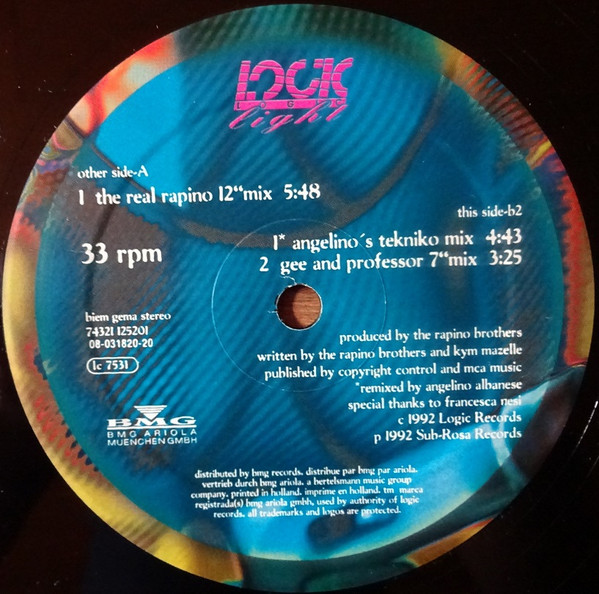 LOCK
LOGIC
light
other side-A
1 the real rapino 12“mix 5:48
this side-b2
33 rpm
1* angelino´s tekniko mix 4:43
2 gee and professor 7“mix 3:25
biem gema stereo
74321 125201
08-031820-20
lc 7531
BMG
BMG ARIOLA
MUENCHEN GMBH
produced by the rapino brothers
written by the rapino brothers and kym mazelle
published by copyright control and mca music
*remixed by angelino albanese
special thanks to francesca nesi
c 1992 Logic Records
p 1992 Sub-Rosa Records
distributed by bmg records. distribue par bmg par ariola.
vertrieb durch bmg ariola. a bertelsmann music group
company. printed in holland. imprime en holland. tm marca
registrada(s) bmg ariola gmbh, used by authority of logic
records. all trademarks and logos are protected.